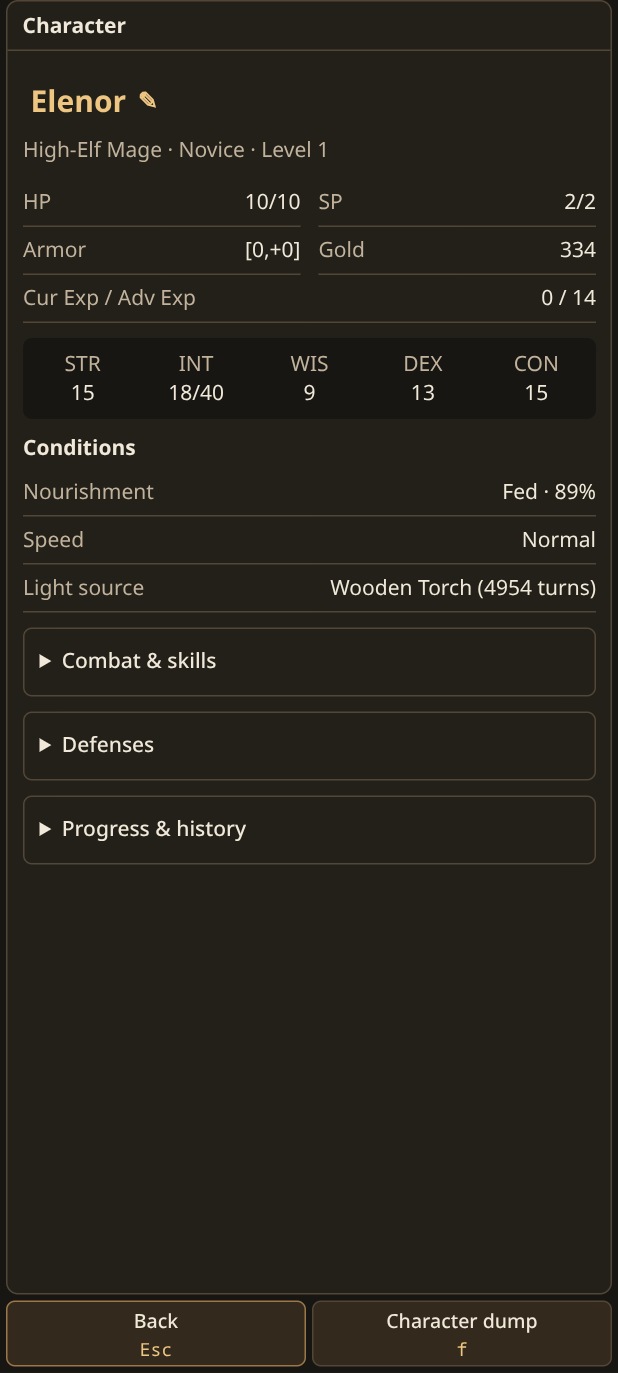 Character
Elenor ✎
High-Elf Mage · Novice · Level 1
HP 10/10 SP 2/2
Armor [0,+0] Gold 334
Cur Exp / Adv Exp 0 / 14
STR INT WIS DEX CON
15 18/40 9 13 15
Conditions
Nourishment Fed · 89%
Speed Normal
Light source Wooden Torch (4954 turns)
▶ Combat & skills
▶ Defenses
▶ Progress & history
Back Character dump
Esc f